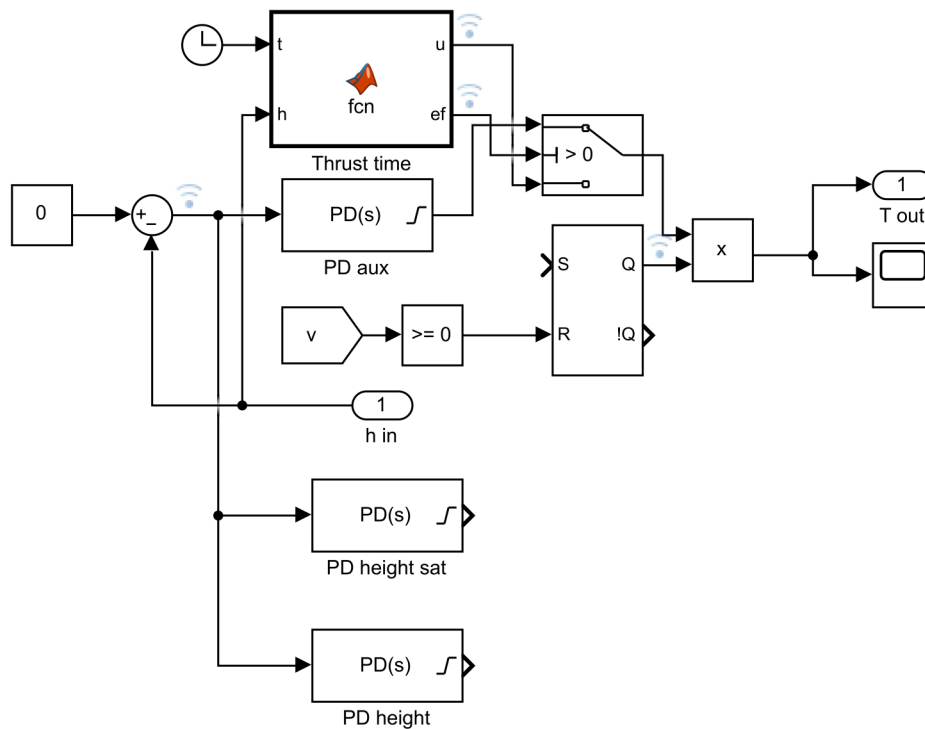 t
u
fcn
h
ef
Thrust time
> 0
0
+
−
PD(s)
PD aux
1
T out
x
S
Q
v
>= 0
R
!Q
1
h in
PD(s)
PD height sat
PD(s)
PD height